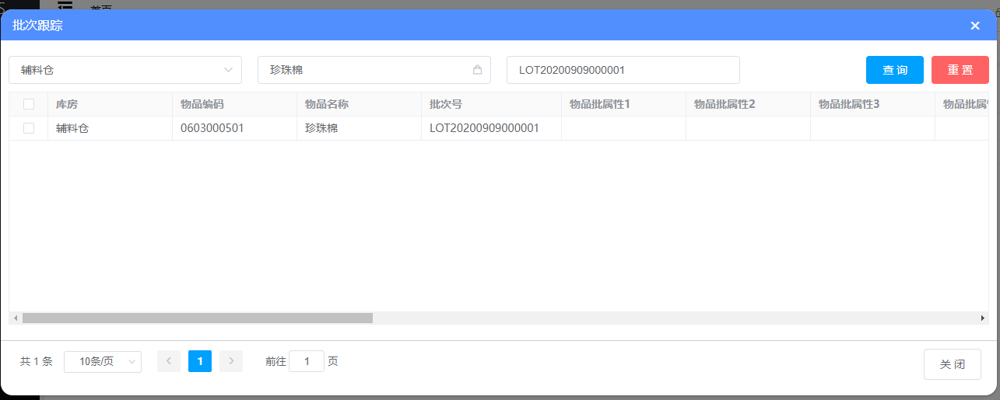 首页
批次跟踪
辅料仓
珍珠棉
LOT20200909000001
查 询
重 置
库房
物品编码
物品名称
批次号
物品批属性1
物品批属性2
物品批属性3
物品批属
辅料仓
0603000501
珍珠棉
LOT20200909000001
共 1 条
10条/页
1
前往 1 页
关 闭